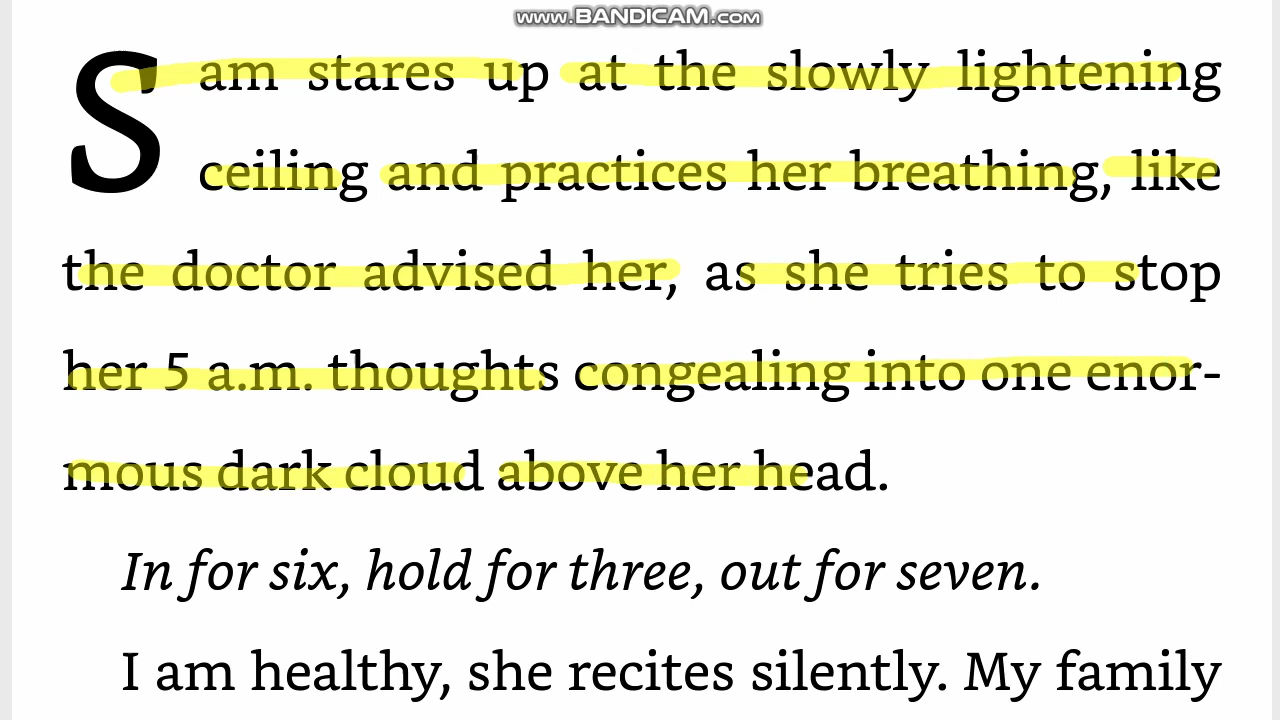 www.BANDICAM.com
Sam stares up at the slowly lightening
ceiling and practices her breathing, like
the doctor advised her, as she tries to stop
her 5 a.m. thoughts congealing into one enor-
mous dark cloud above her head.
In for six, hold for three, out for seven.
I am healthy, she recites silently. My family